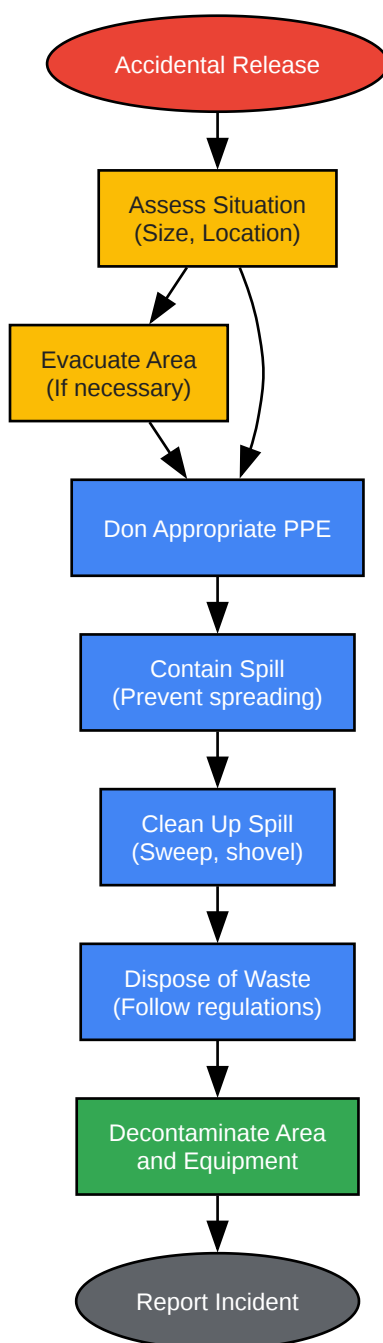 Accidental Release
Assess Situation
(Size, Location)
Evacuate Area
(If necessary)
Don Appropriate PPE
Contain Spill
(Prevent spreading)
Clean Up Spill
(Sweep, shovel)
Dispose of Waste
(Follow regulations)
Decontaminate Area
and Equipment
Report Incident